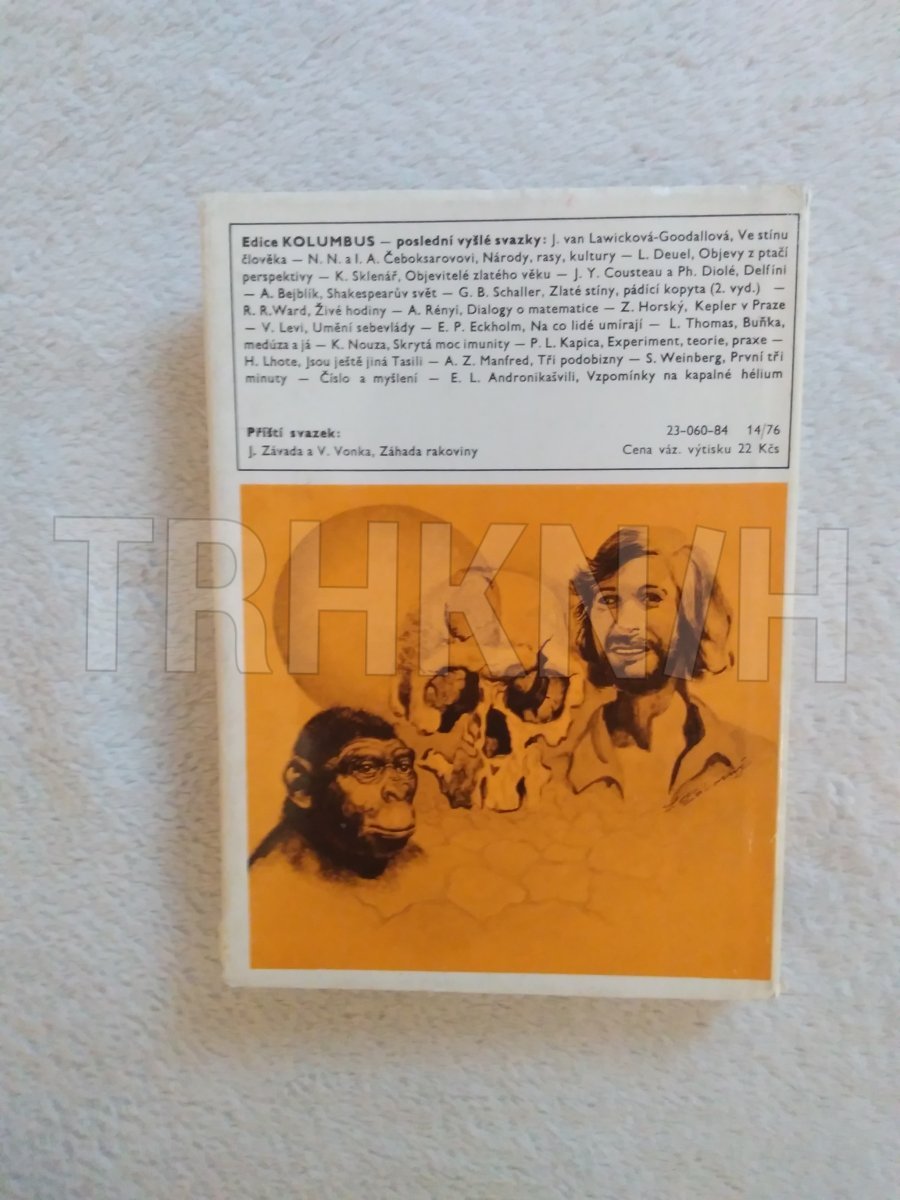 Edice KOLUMBUS — poslední vyšlé svazky: J. van Lawicková-Goodallová, Ve stínu
člověka — N. N. a I. A. Čeboksarovovi, Národy, rasy, kultury — L. Deuel, Objevy z ptačí
perspektivy — K. Sklenář, Objevitelé zlatého věku — J. Y. Cousteau a Ph. Diolé, Delfíni
— A. Bejblík, Shakespearův svět — G. B. Schaller, Zlaté stíny, pádící kopyta (2. vyd.) —
R. R. Ward, Živé hodiny — A. Rényi, Dialogy o matematice — Z. Horský, Kepler v Praze
— V. Levi, Umění sebevlády — E. P. Eckholm, Na co lidé umírají — L. Thomas, Buňka,
medúza a já — K. Nouza, Skrytá moc imunity — P. L. Kapica, Experiment, teorie, praxe —
H. Lhote, Jsou ještě jiná Tasili — A. Z. Manfred, Tři podobizny — S. Weinberg, První tři
minuty — Číslo a myšlení — E. L. Andronikašvili, Vzpomínky na kapalné hélium
Příští svazek:
23-060-84 14/76
J. Závada a V. Vonka, Záhada rakoviny
Cena váz. výtisku 22 Kčs
TRHKNIH